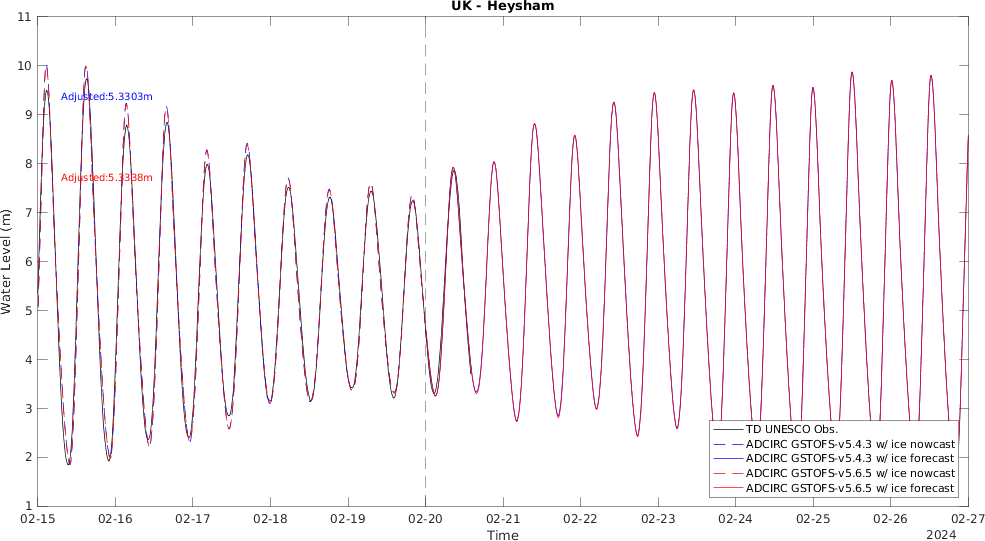 UK - Heysham
11
10
9
8
7
6
5
4
3
2
1
Water Level (m)
Adjusted:5.3303m
Adjusted:5.3338m
TD UNESCO Obs.
ADCIRC GSTOFS-v5.4.3 w/ ice nowcast
ADCIRC GSTOFS-v5.4.3 w/ ice forecast
ADCIRC GSTOFS-v5.6.5 w/ ice nowcast
ADCIRC GSTOFS-v5.6.5 w/ ice forecast
02-15 02-16 02-17 02-18 02-19 02-20 02-21 02-22 02-23 02-24 02-25 02-26 02-27
Time
2024